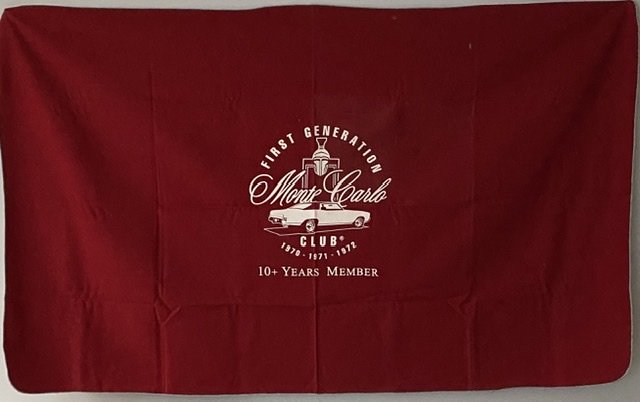 FIRST GENERATION
Monte Carlo
CLUB®
1970 - 1971 - 1972
10+ YEARS MEMBER